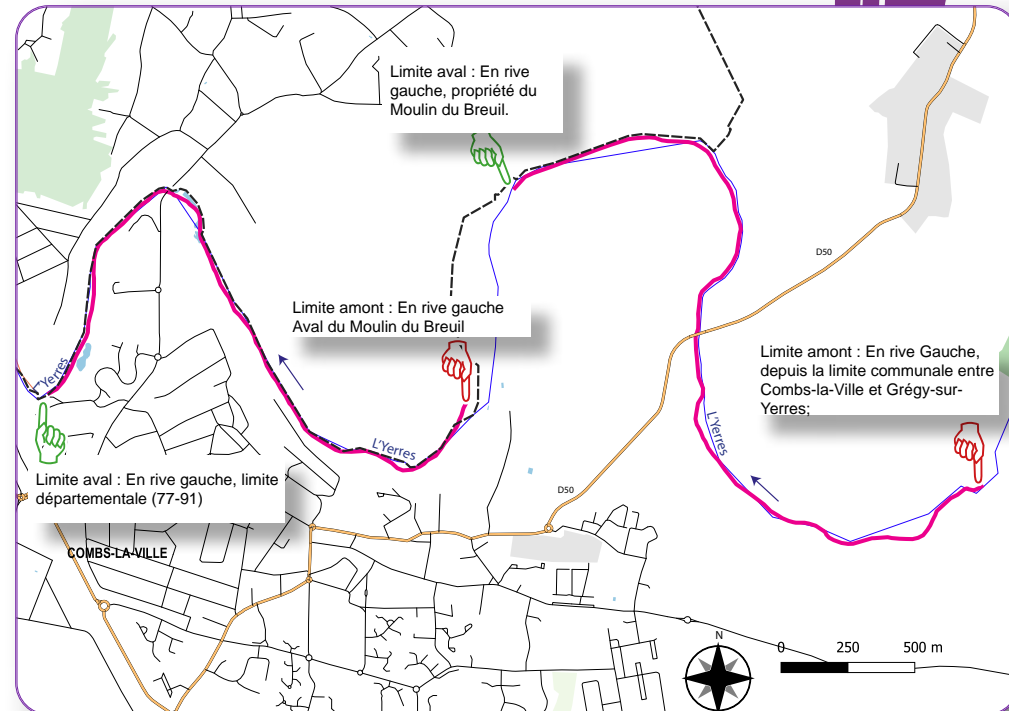 Limite aval : En rive
gauche, propriété du
Moulin du Breuil.
D50
Limite amont : En rive gauche
Aval du Moulin du Breuil
Limite amont : En rive Gauche,
depuis la limite communale entre
Combs-la-Ville et Grégy-sur-
Yerres;
L'Yerres
L'Yerres
L'Yerres
Limite aval : En rive gauche, limite
départementale (77-91)
D50
COMBS-LA-VILLE
N
0 250 500 m